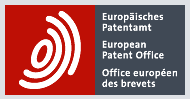 Europäisches
Patentamt
European
Patent Office
Office européen
des brevets